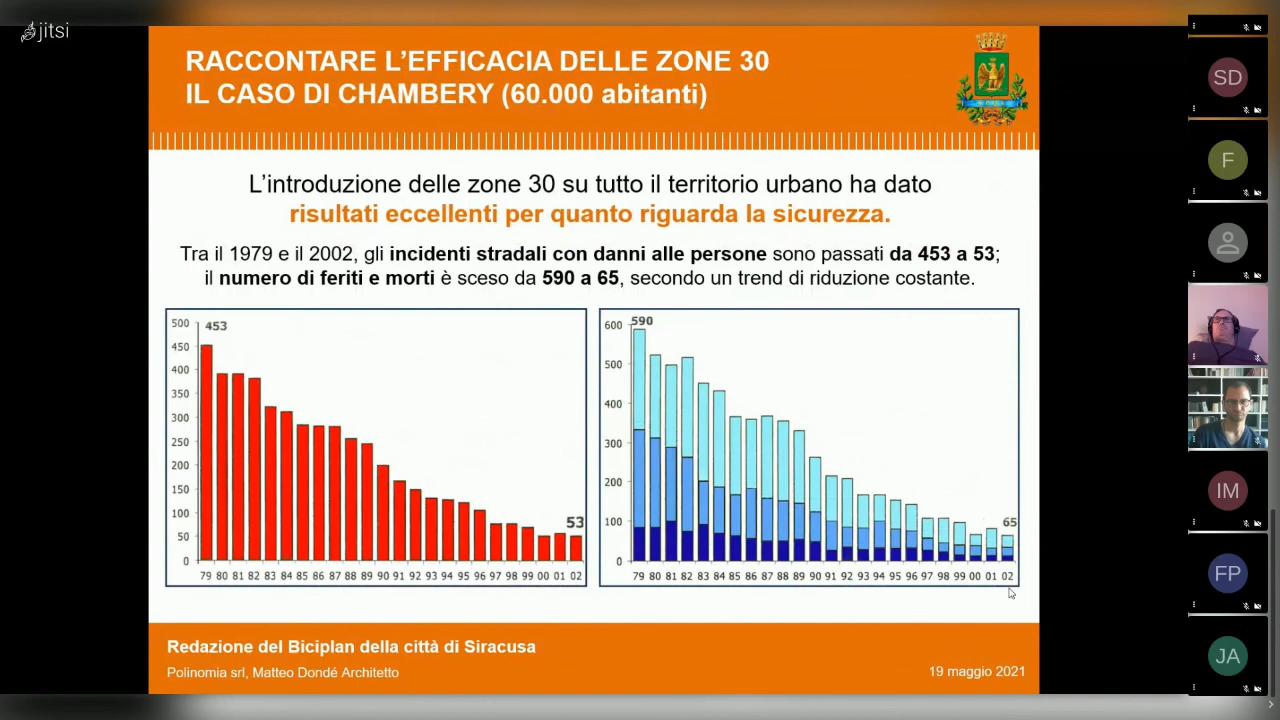 jitsi
RACCONTARE L’EFFICACIA DELLE ZONE 30
IL CASO DI CHAMBERY (60.000 abitanti)
L’introduzione delle zone 30 su tutto il territorio urbano ha dato
risultati eccellenti per quanto riguarda la sicurezza.
Tra il 1979 e il 2002, gli incidenti stradali con danni alle persone sono passati da 453 a 53;
il numero di feriti e morti è sceso da 590 a 65, secondo un trend di riduzione costante.
500
450
400
350
300
250
200
150
100
50
0
453
53
79 80 81 82 83 84 85 86 87 88 89 90 91 92 93 94 95 96 97 98 99 00 01 02
600
500
400
300
200
100
0
590
65
79 80 81 82 83 84 85 86 87 88 89 90 91 92 93 94 95 96 97 98 99 00 01 02
Redazione del Biciplan della città di Siracusa
Polinomia srl, Matteo Dondé Architetto
19 maggio 2021
SD
F
IM
FP
JA